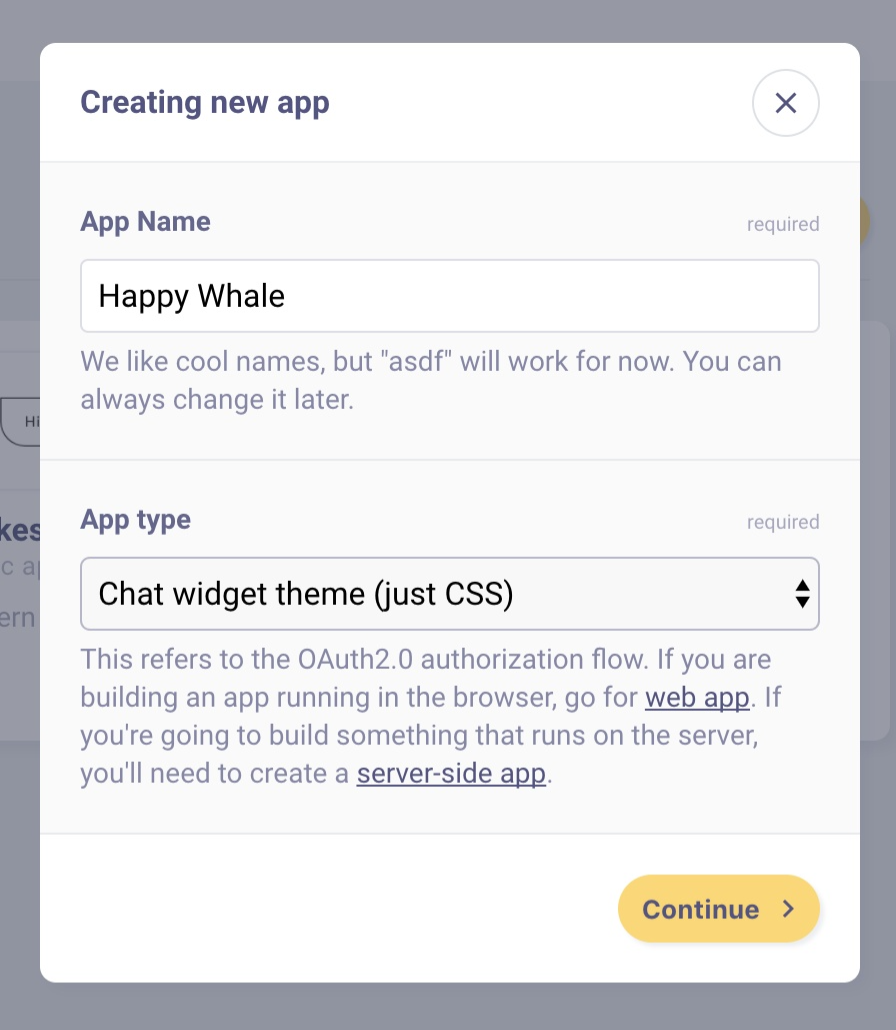 Creating new app
App Name
required
Happy Whale
We like cool names, but "asdf" will work for now. You can
always change it later.
Hi
App type
required
Chat widget theme (just CSS)
This refers to the OAuth2.0 authorization flow. If you are
building an app running in the browser, go for web app. If
you're going to build something that runs on the server,
you'll need to create a server-side app.
Continue